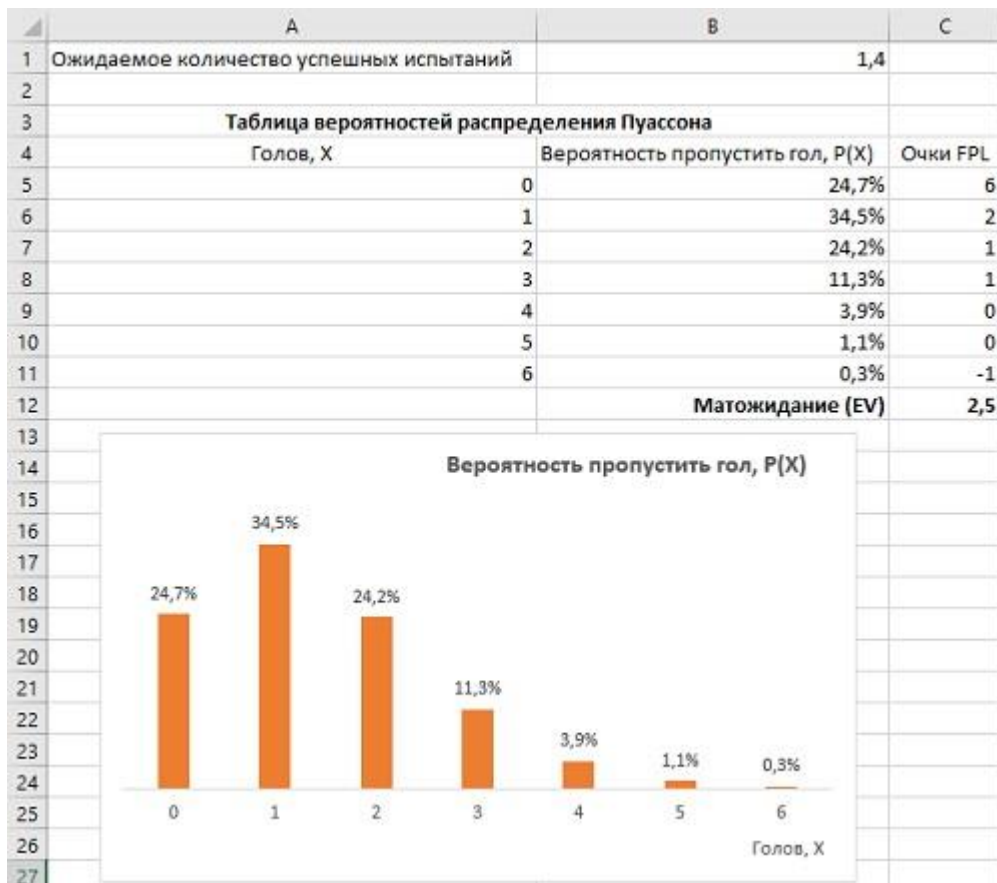 A B C
1 Ожидаемое количество успешных испытаний 1,4
2
3 Таблица вероятностей распределения Пуассона
4 Голов, X Вероятность пропустить гол, P(X) Очки FPL
5 0 24,7% 6
6 1 34,5% 2
7 2 24,2% 1
8 3 11,3% 1
9 4 3,9% 0
10 5 1,1% 0
11 6 0,3% -1
12 Матожидание (EV) 2,5
13
14 Вероятность пропустить гол, P(X)
15
16 34,5%
17
18 24,7% 24,2%
19
20
21 11,3%
22
23 3,9% 1,1% 0,3%
24
25 0 1 2 3 4 5 6
26 Голов, X
27